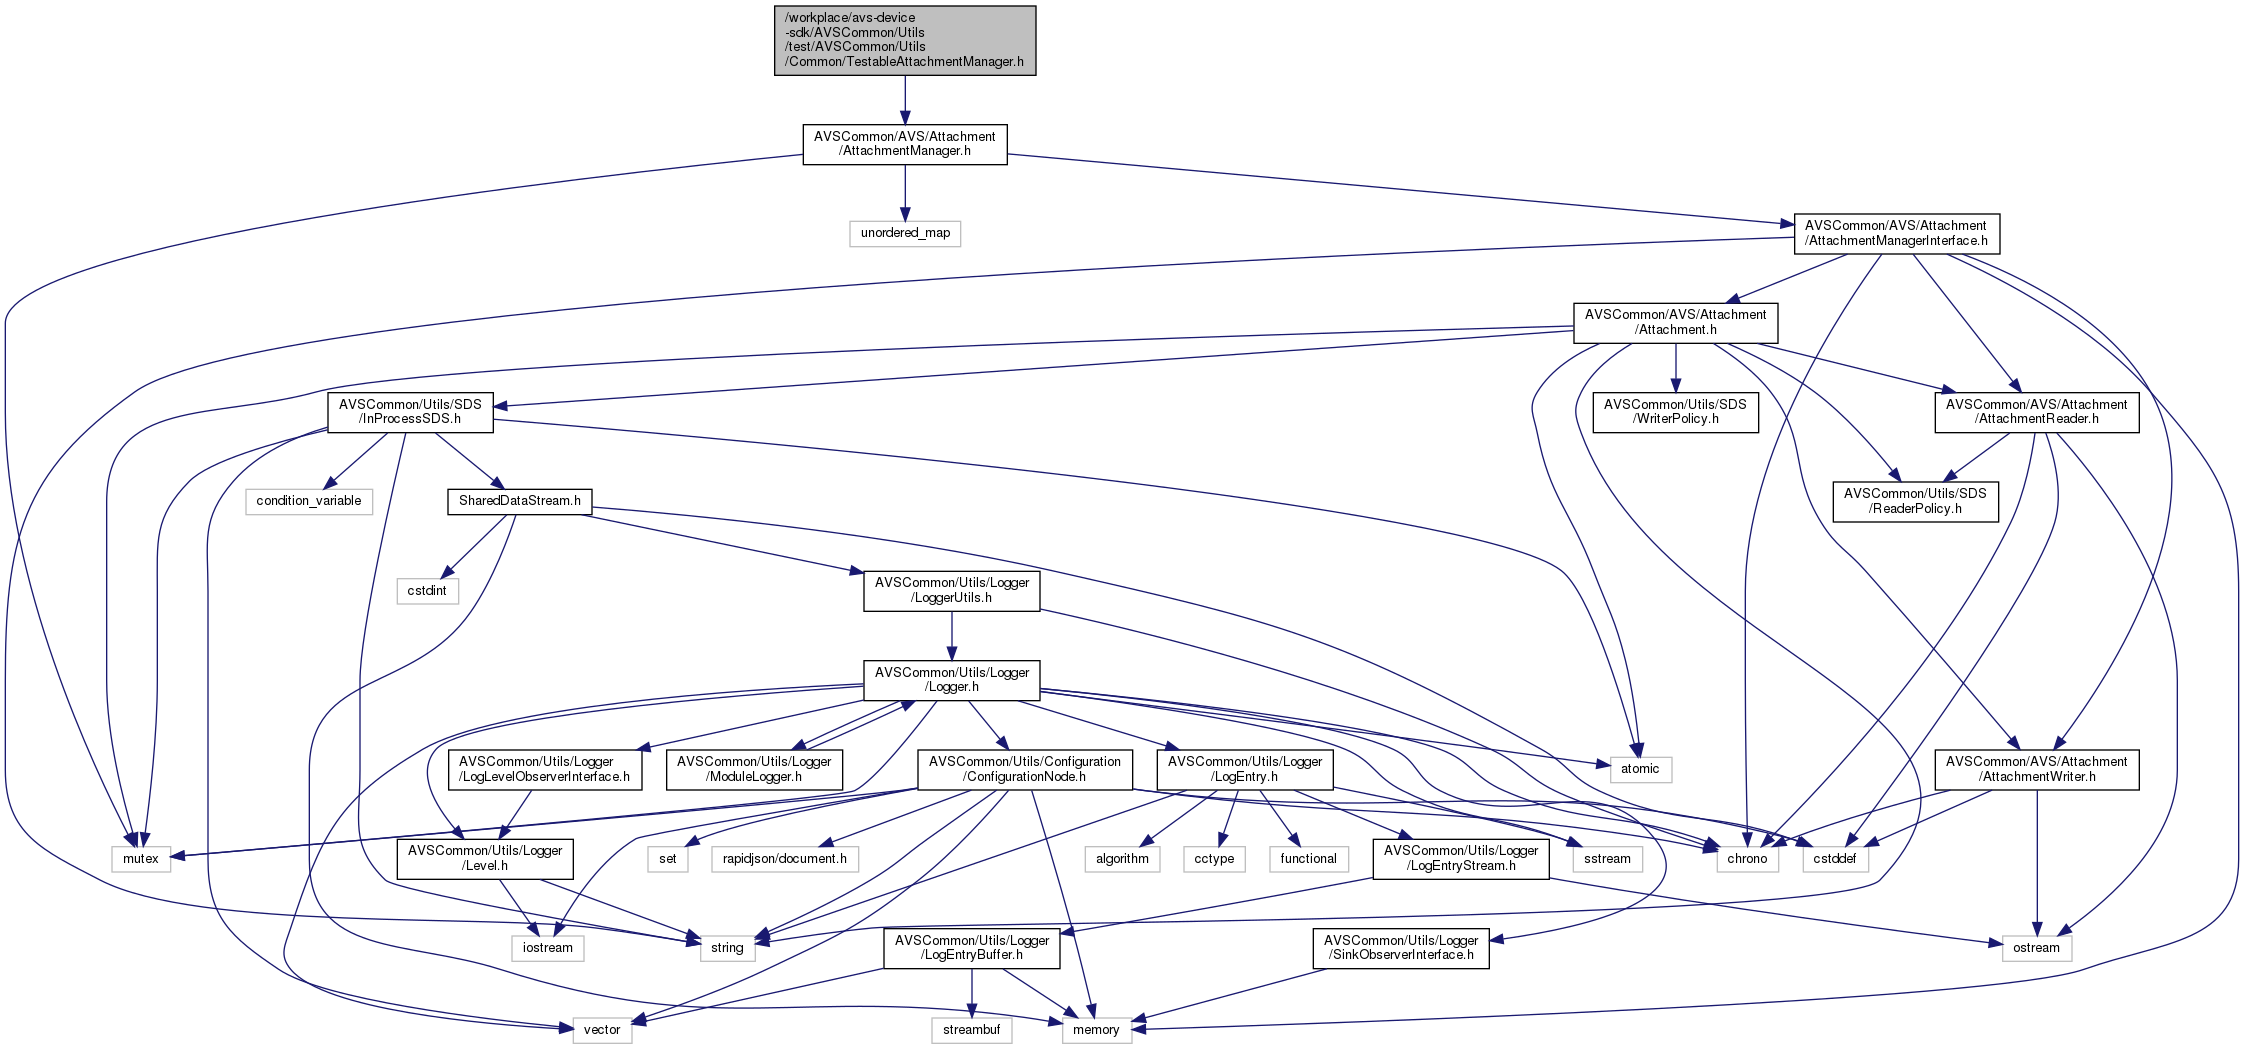 /workplace/avs-device
-sdk/AVSCommon/Utils
/test/AVSCommon/Utils
/Common/TestableAttachmentManager.h
AVSCommon/AVS/Attachment
/AttachmentManager.h
unordered_map
AVSCommon/AVS/Attachment
/AttachmentManagerInterface.h
AVSCommon/AVS/Attachment
/Attachment.h
AVSCommon/Utils/SDS
/InProcessSDS.h
AVSCommon/Utils/SDS
/WriterPolicy.h
AVSCommon/AVS/Attachment
/AttachmentReader.h
condition_variable
SharedDataStream.h
AVSCommon/Utils/SDS
/ReaderPolicy.h
cstdint
AVSCommon/Utils/Logger
/LoggerUtils.h
AVSCommon/Utils/Logger
/Logger.h
AVSCommon/Utils/Logger
/LogLevelObserverInterface.h
AVSCommon/Utils/Logger
/ModuleLogger.h
AVSCommon/Utils/Configuration
/ConfigurationNode.h
AVSCommon/Utils/Logger
/LogEntry.h
atomic
AVSCommon/AVS/Attachment
/AttachmentWriter.h
mutex
AVSCommon/Utils/Logger
/Level.h
set
rapidjson/document.h
algorithm
cctype
functional
AVSCommon/Utils/Logger
/LogEntryStream.h
sstream
chrono
cstddef
iostream
string
AVSCommon/Utils/Logger
/LogEntryBuffer.h
AVSCommon/Utils/Logger
/SinkObserverInterface.h
ostream
vector
streambuf
memory